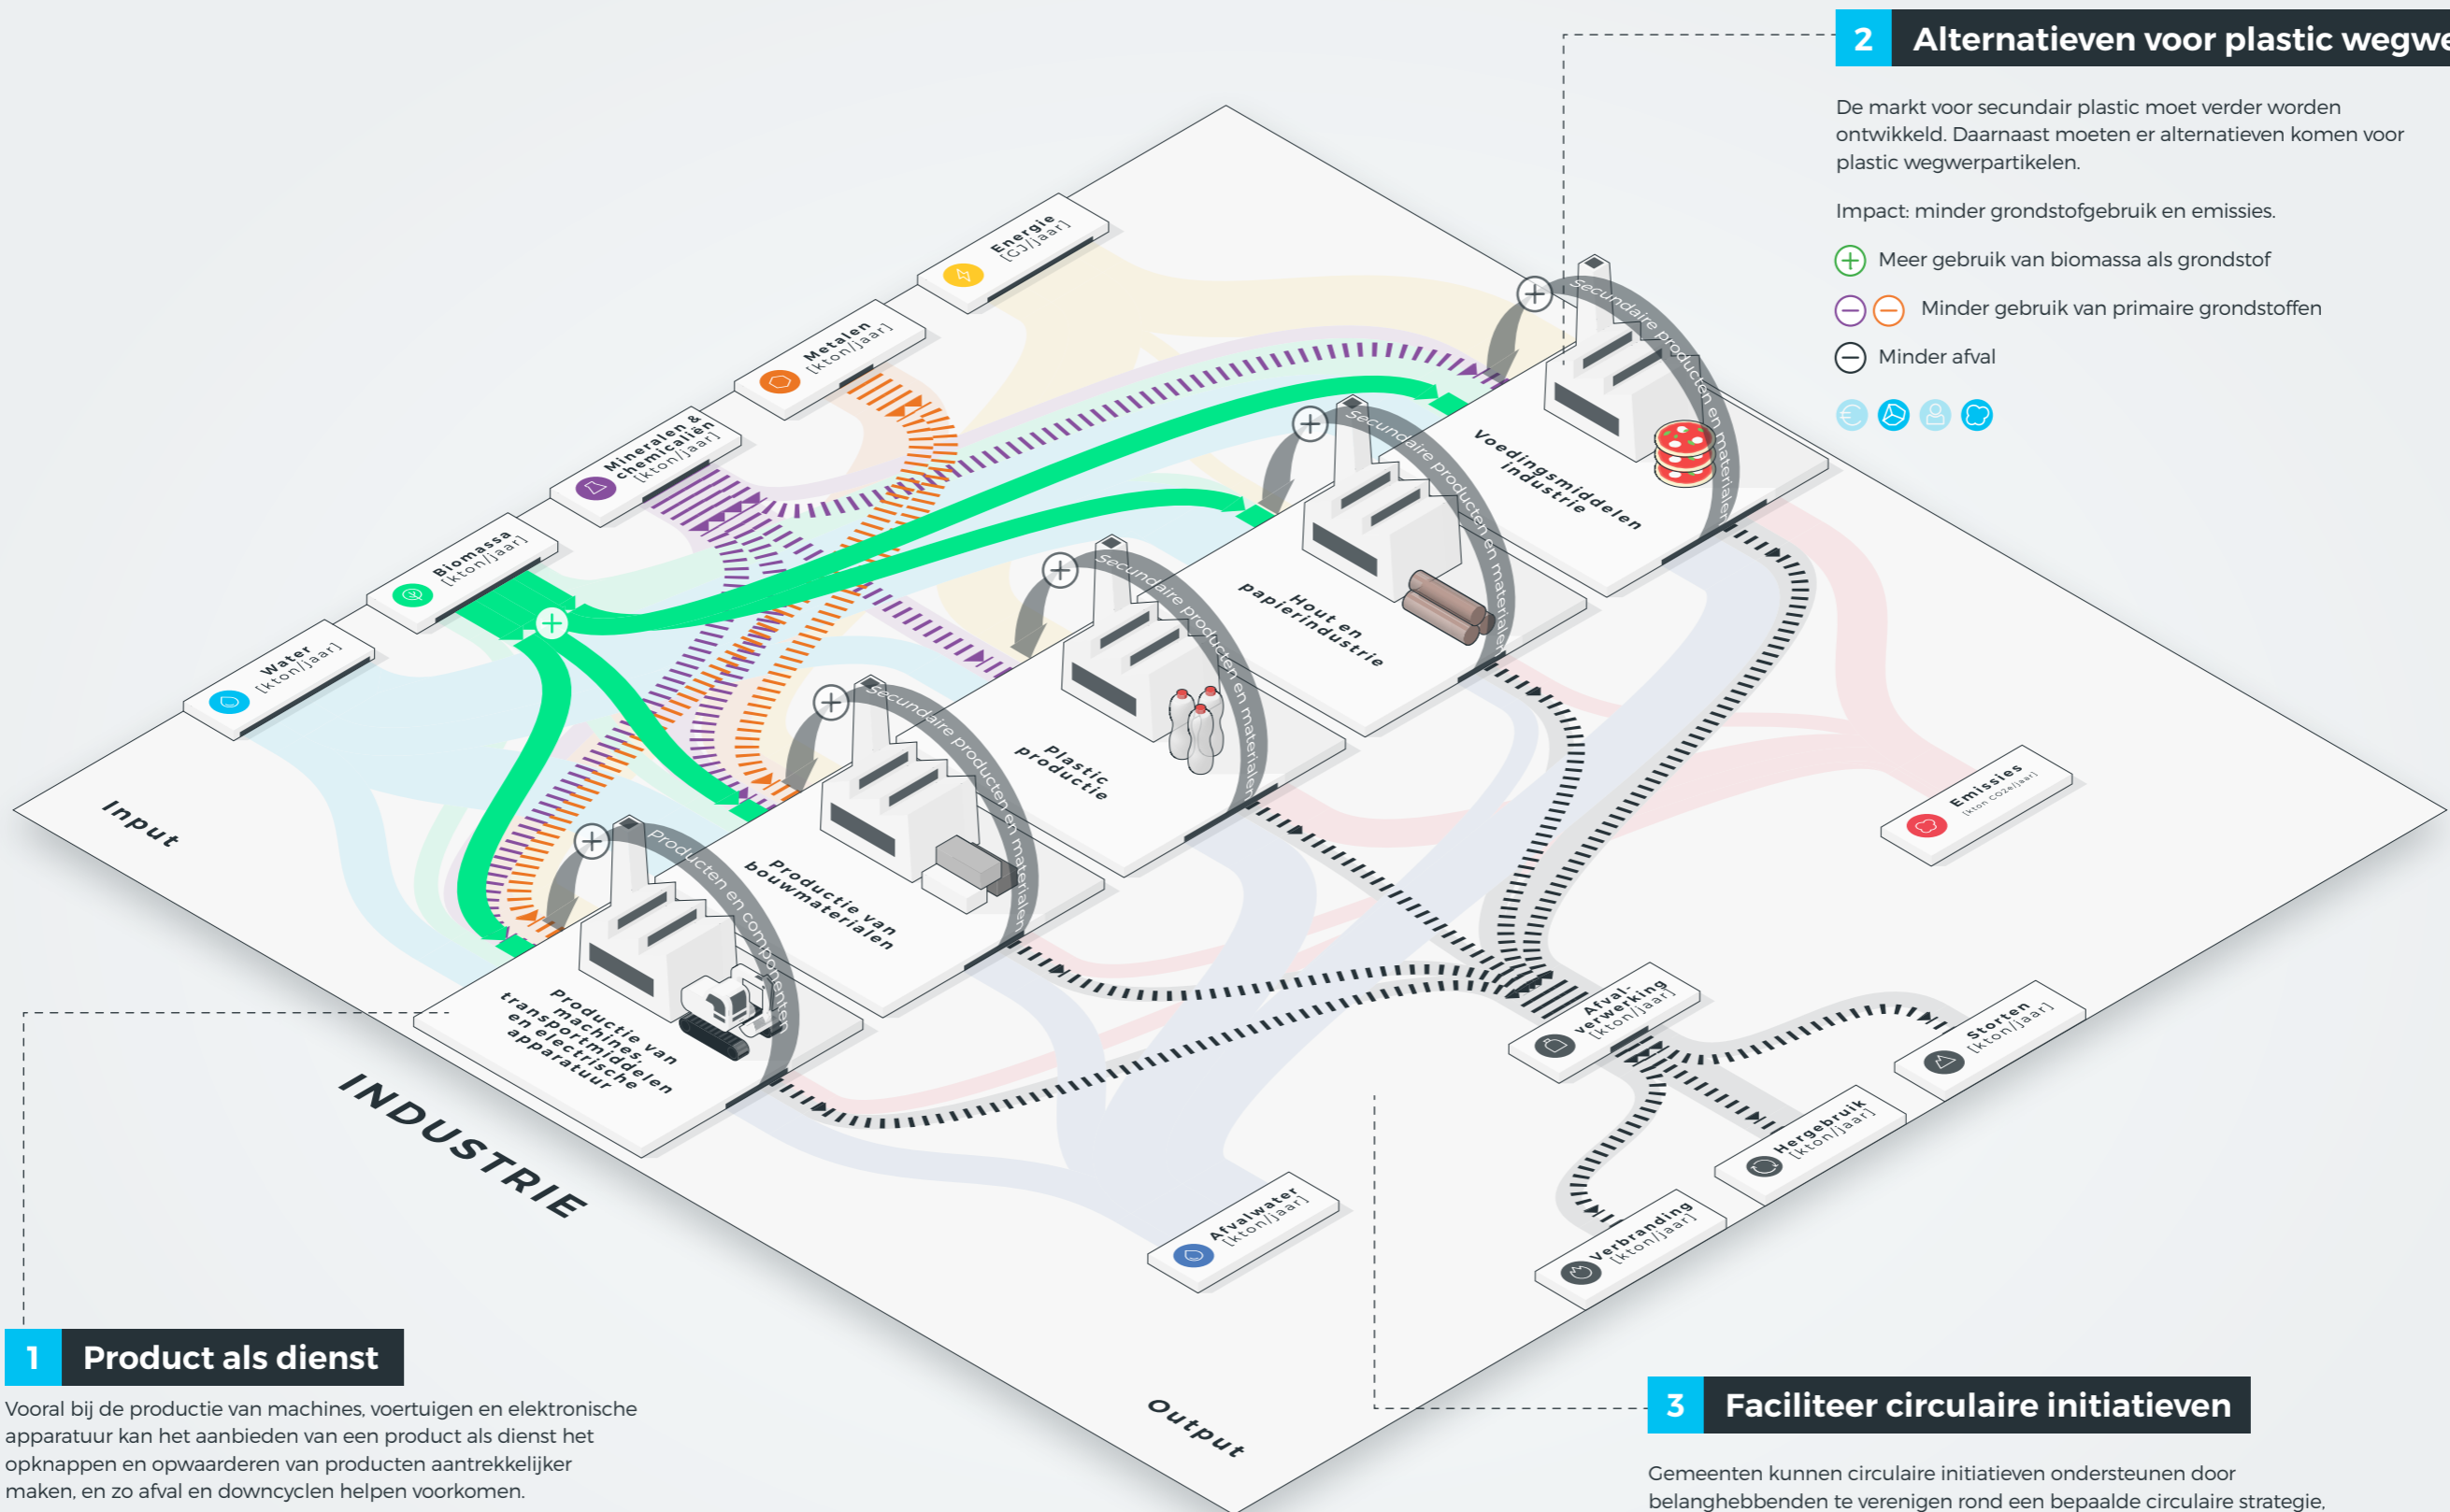 2 Alternatieven voor plastic wegwe
De markt voor secundair plastic moet verder worden
ontwikkeld. Daarnaast moeten er alternatieven komen voor
plastic wegwerpartikelen.
Impact: minder grondstofgebruik en emissies.
Meer gebruik van biomassa als grondstof
Minder gebruik van primaire grondstoffen
Minder afval
Energie
[GJ/jaar]
Metalen
[kton/jaar]
Mineralen &
chemicaliën
[kton/jaar]
Biomassa
[kton/jaar]
Water
[kton/jaar]
Input
Secundaire producten en materialen
Voedingsmiddelen
industrie
Secundaire producten en materialen
Hout en
papierindustrie
Secundaire producten en materialen
Plastic
productie
Secundaire producten en materialen
Productie van
bouwmaterialen
Producten en componenten
Productie van
machines,
transportmiddelen
en electrische
apparatuur
INDUSTRIE
Emissies
[kton CO2e/jaar]
Afval-
verwerking
[kton/jaar]
Storten
[kton/jaar]
Hergebruik
[kton/jaar]
Verbranding
[kton/jaar]
Afvalwater
[kton/jaar]
Output
1 Product als dienst
Vooral bij de productie van machines, voertuigen en elektronische
apparatuur kan het aanbieden van een product als dienst het
opknappen en opwaarderen van producten aantrekkelijker
maken, en zo afval en downcyclen helpen voorkomen.
3 Faciliteer circulaire initiatieven
Gemeenten kunnen circulaire initiatieven ondersteunen door
belanghebbenden te verenigen rond een bepaalde circulaire strategie,